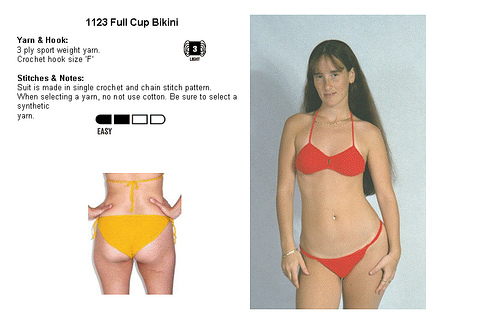 1123 Full Cup Bikini
Yarn & Hook:
3 ply sport weight yarn.
Crochet hook size 'F'
3
LIGHT
Stitches & Notes:
Suit is made in single crochet and chain stitch pattern.
When selecting a yarn, no not use cotton. Be sure to select a
synthetic
yarn.
EASY